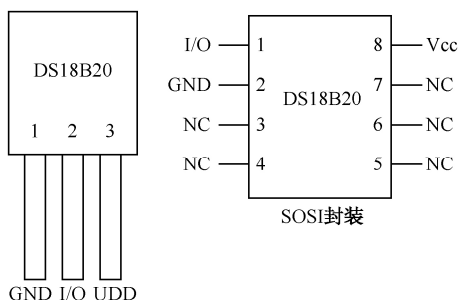 DS18B20
1 2 3
GND I/O UDD
I/O 1 8 Vcc
GND 2 DS18B20 7 NC
NC 3 6 NC
NC 4 5 NC
SOSI封装